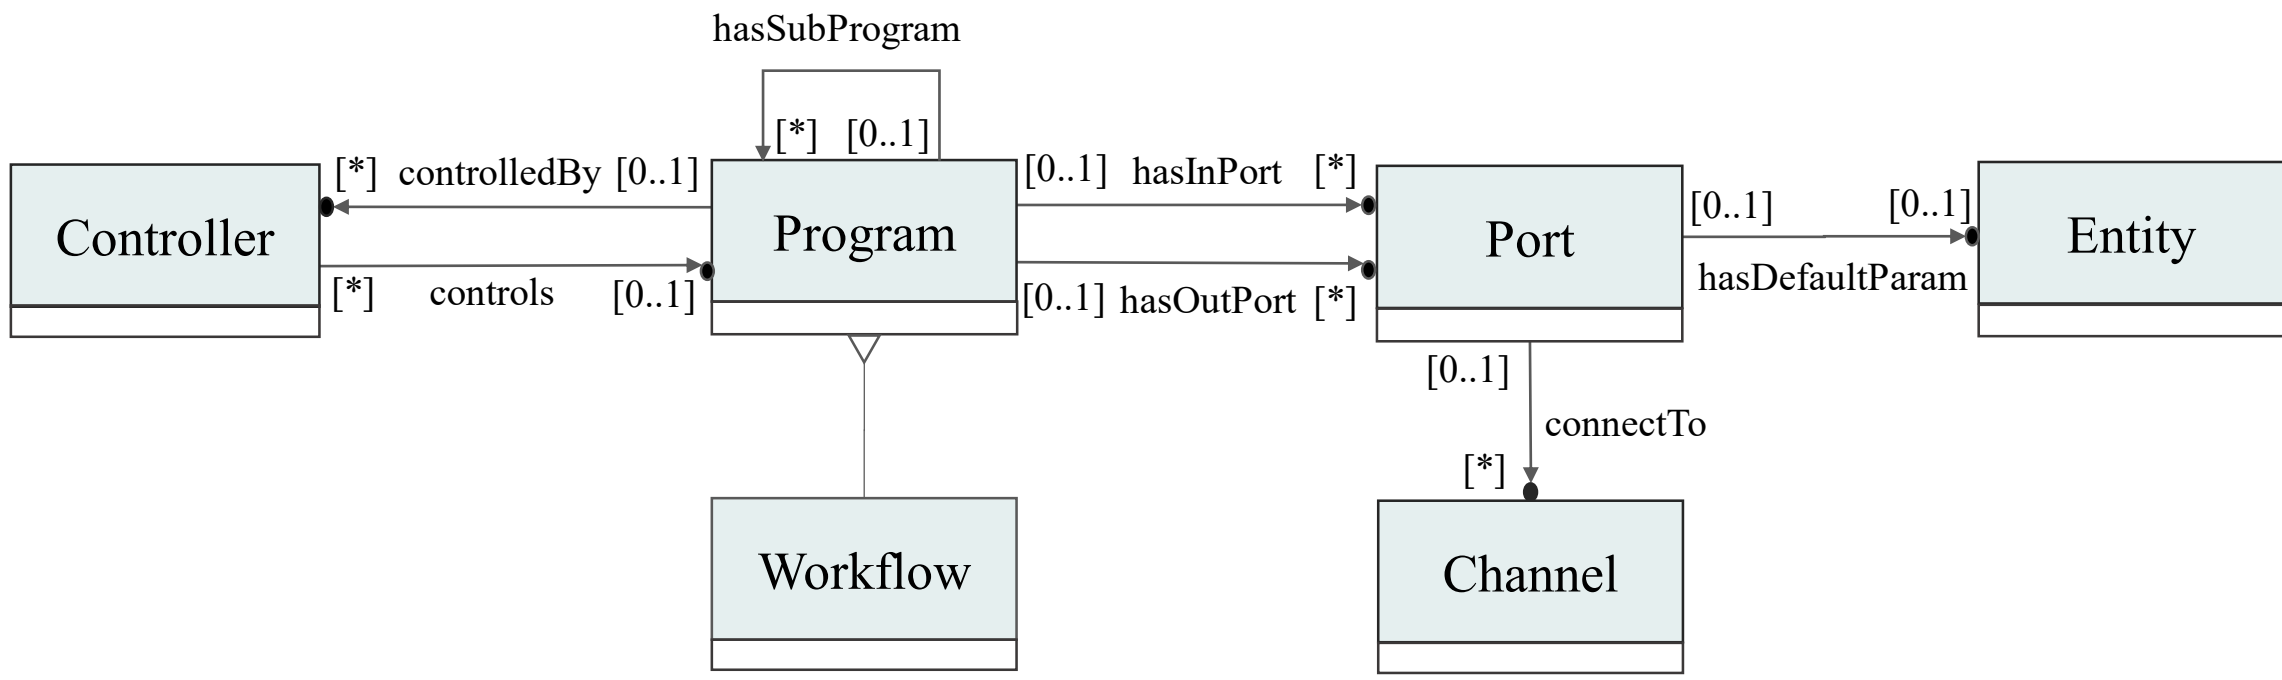 hasSubProgram
[*] [0..1]
[*] controlledBy [0..1]
[0..1] hasInPort [*]
[0..1] [0..1]
Controller
Program
Port
Entity
hasDefaultParam
[*] controls [0..1]
[0..1] hasOutPort [*]
[0..1]
connectTo
[*]
Workflow
Channel